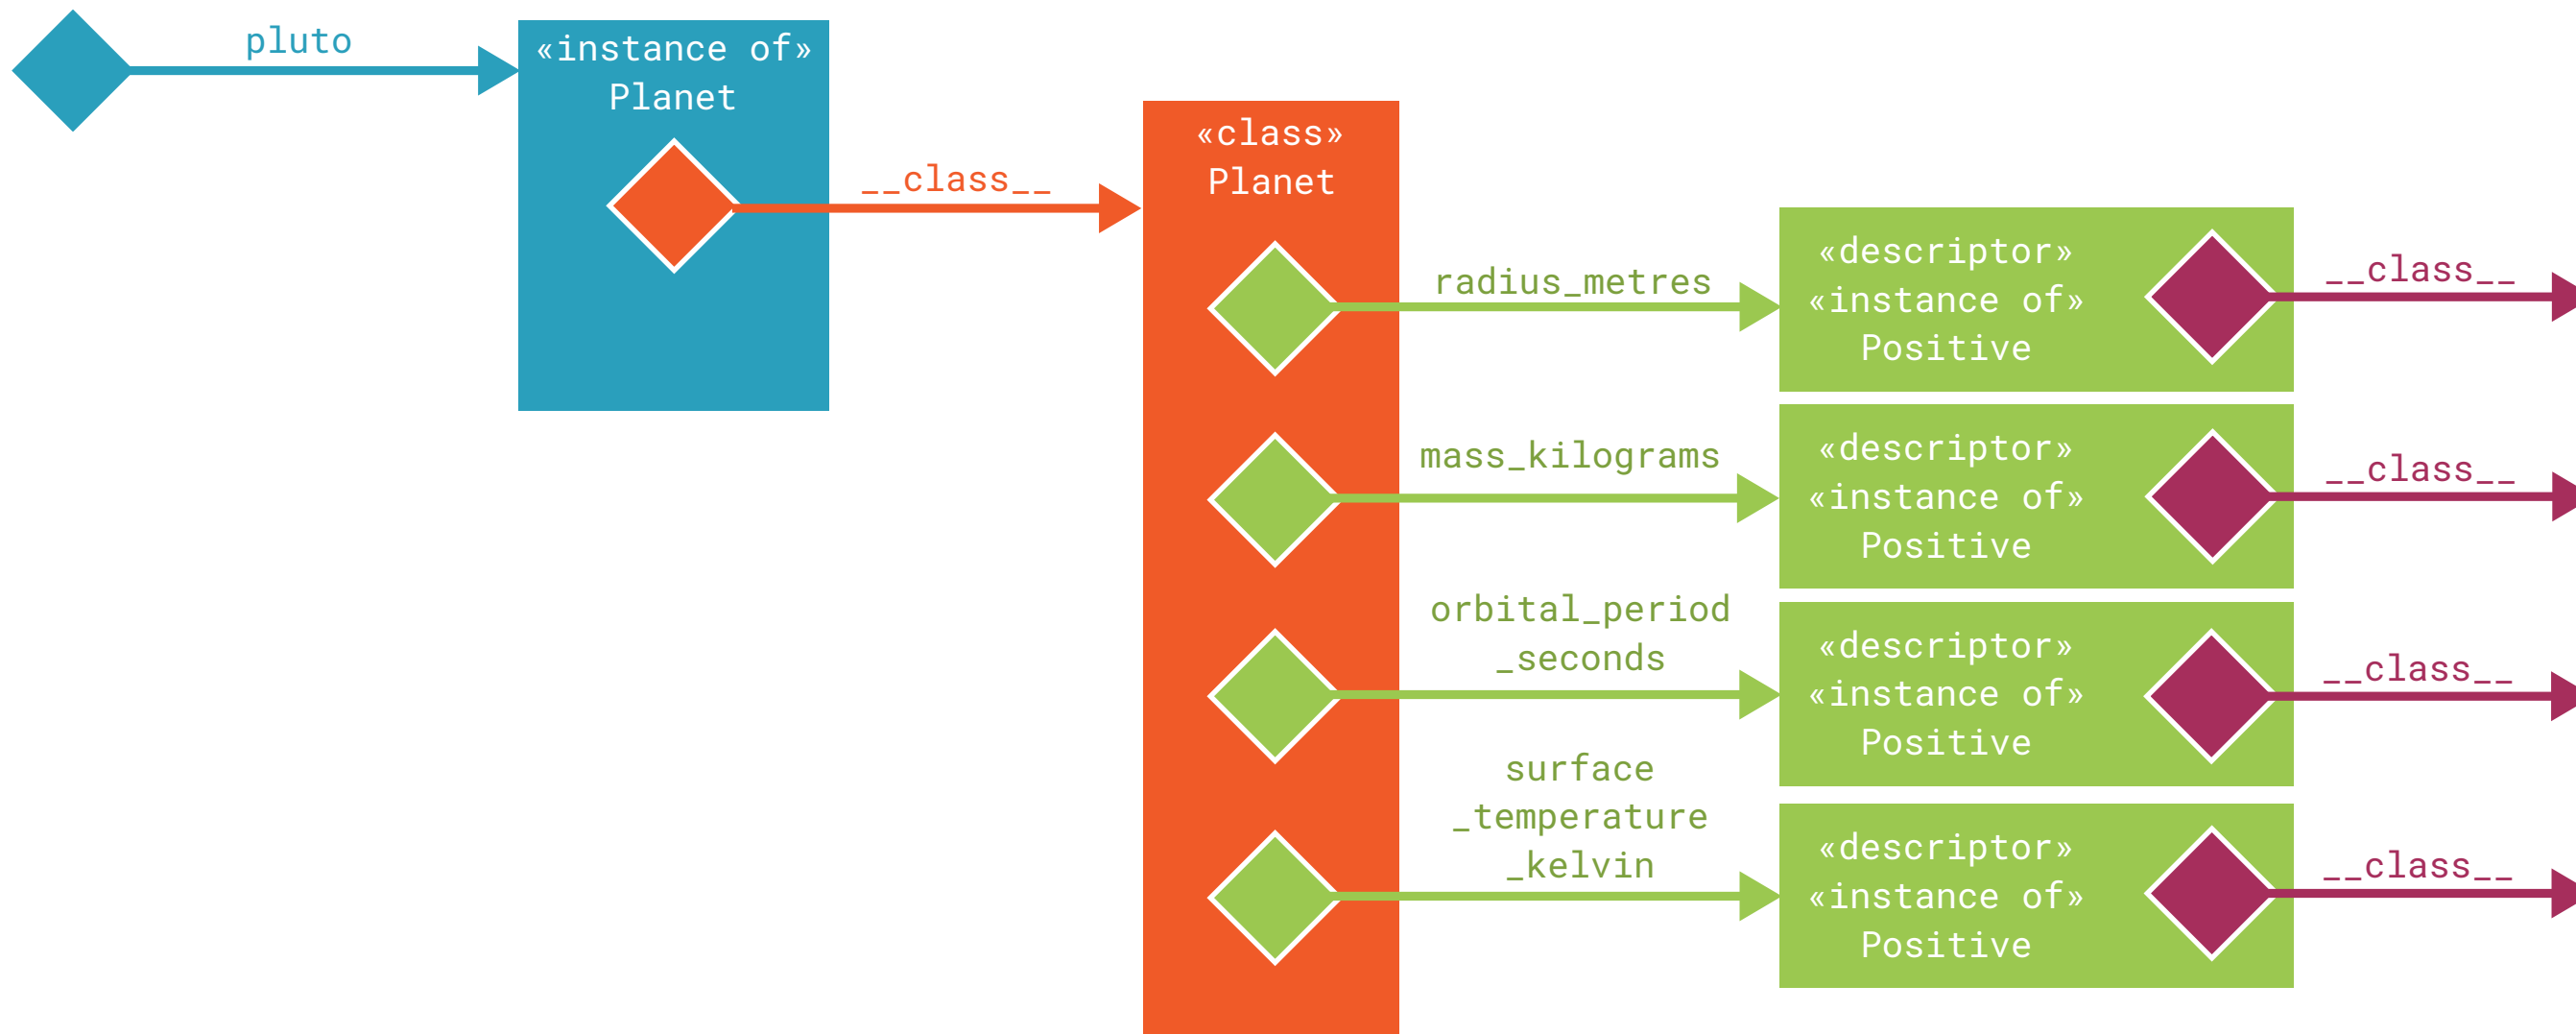 pluto
«instance of»
Planet
__class__
«class»
Planet
radius_metres
«descriptor»
«instance of»
Positive
__class__
mass_kilograms
«descriptor»
«instance of»
Positive
__class__
orbital_period
_seconds
«descriptor»
«instance of»
Positive
__class__
surface
_temperature
_kelvin
«descriptor»
«instance of»
Positive
__class__